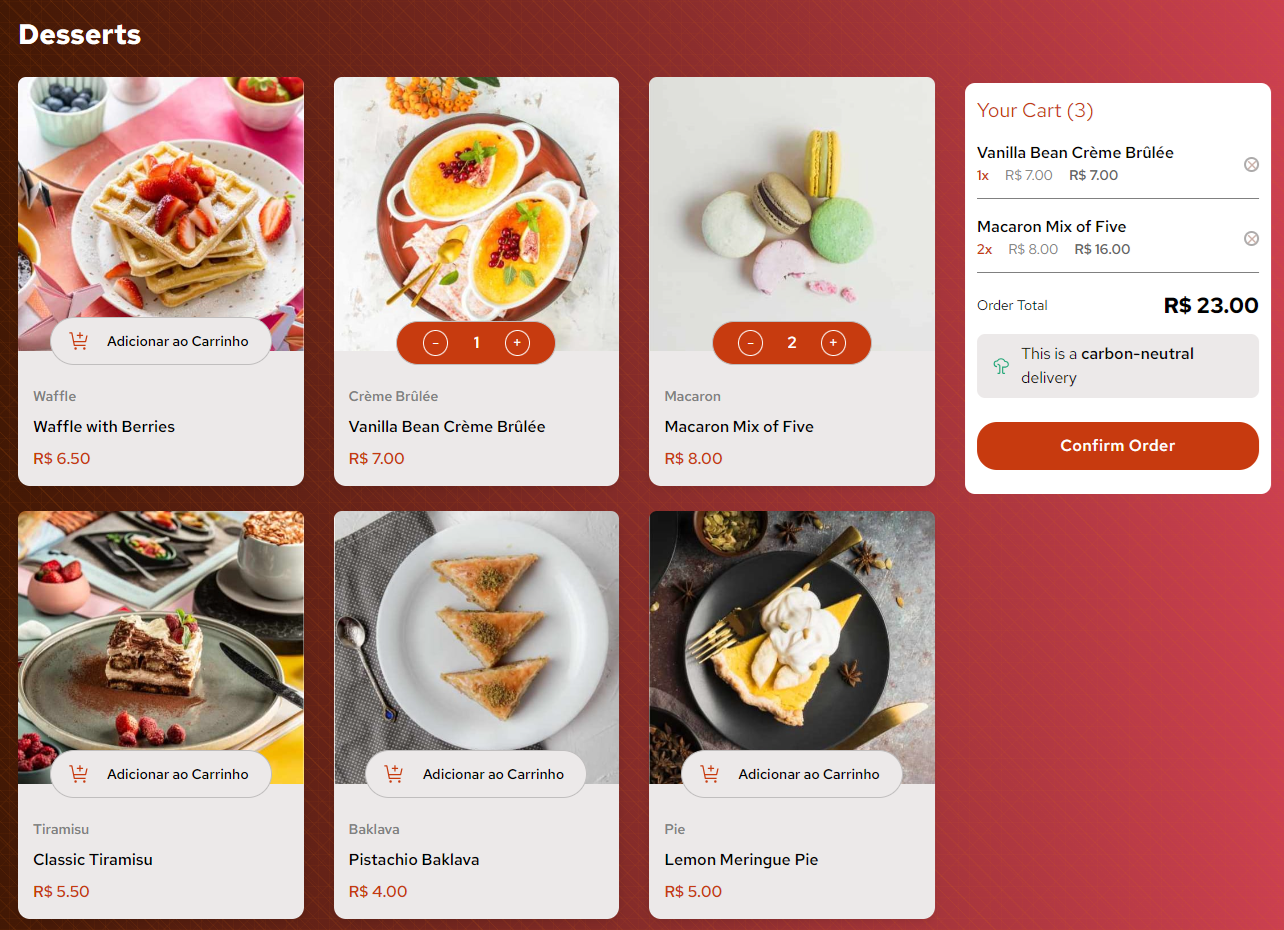 Desserts
Adicionar ao Carrinho
Waffle
Waffle with Berries
R$ 6.50
- 1 +
Crème Brûlée
Vanilla Bean Crème Brûlée
R$ 7.00
- 2 +
Macaron
Macaron Mix of Five
R$ 8.00
Adicionar ao Carrinho
Tiramisu
Classic Tiramisu
R$ 5.50
Adicionar ao Carrinho
Baklava
Pistachio Baklava
R$ 4.00
Adicionar ao Carrinho
Pie
Lemon Meringue Pie
R$ 5.00
Your Cart (3)
Vanilla Bean Crème Brûlée
1x R$ 7.00 R$ 7.00
Macaron Mix of Five
2x R$ 8.00 R$ 16.00
Order Total R$ 23.00
This is a carbon-neutral
delivery
Confirm Order